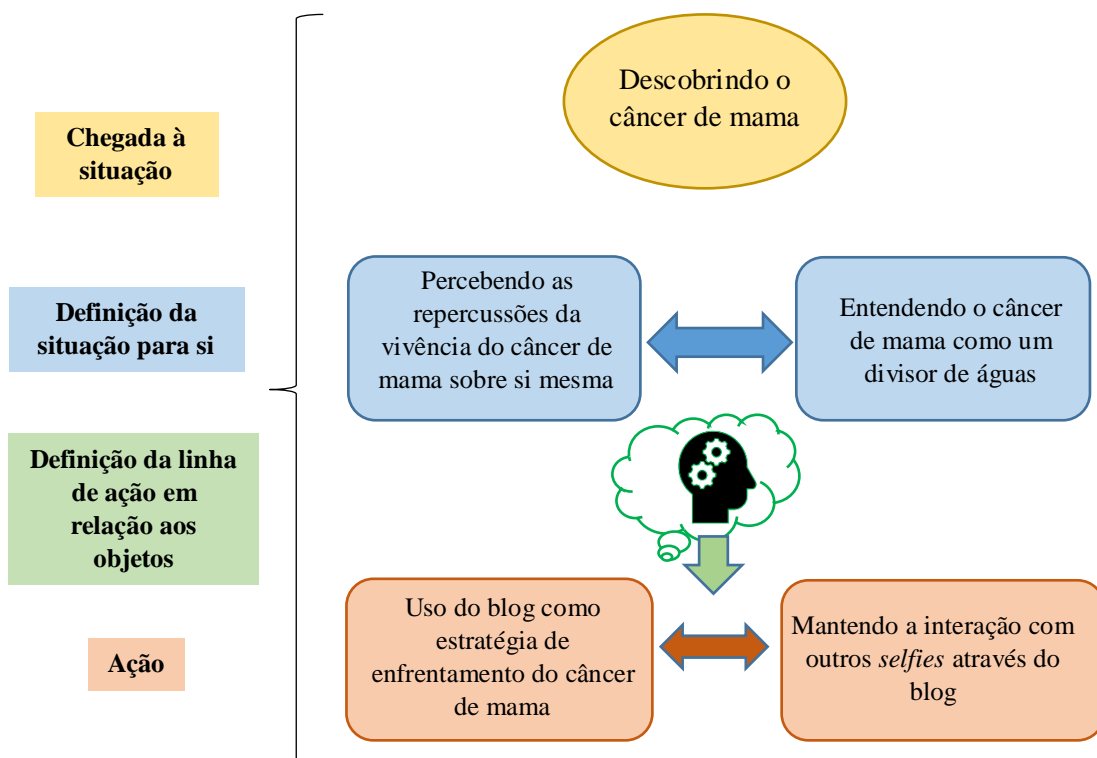 Descobrindo o
câncer de mama
Chegada à
situação
Definição da
situação para si
Percebendo as
repercussões da
vivência do câncer de
mama sobre si mesma
Entendendo o câncer
de mama como um
divisor de águas
Definição da linha
de ação em
relação aos
objetos
Ação
Uso do blog como
estratégia de
enfrentamento do câncer
de mama
Mantendo a interação com
outros selfies através do
blog